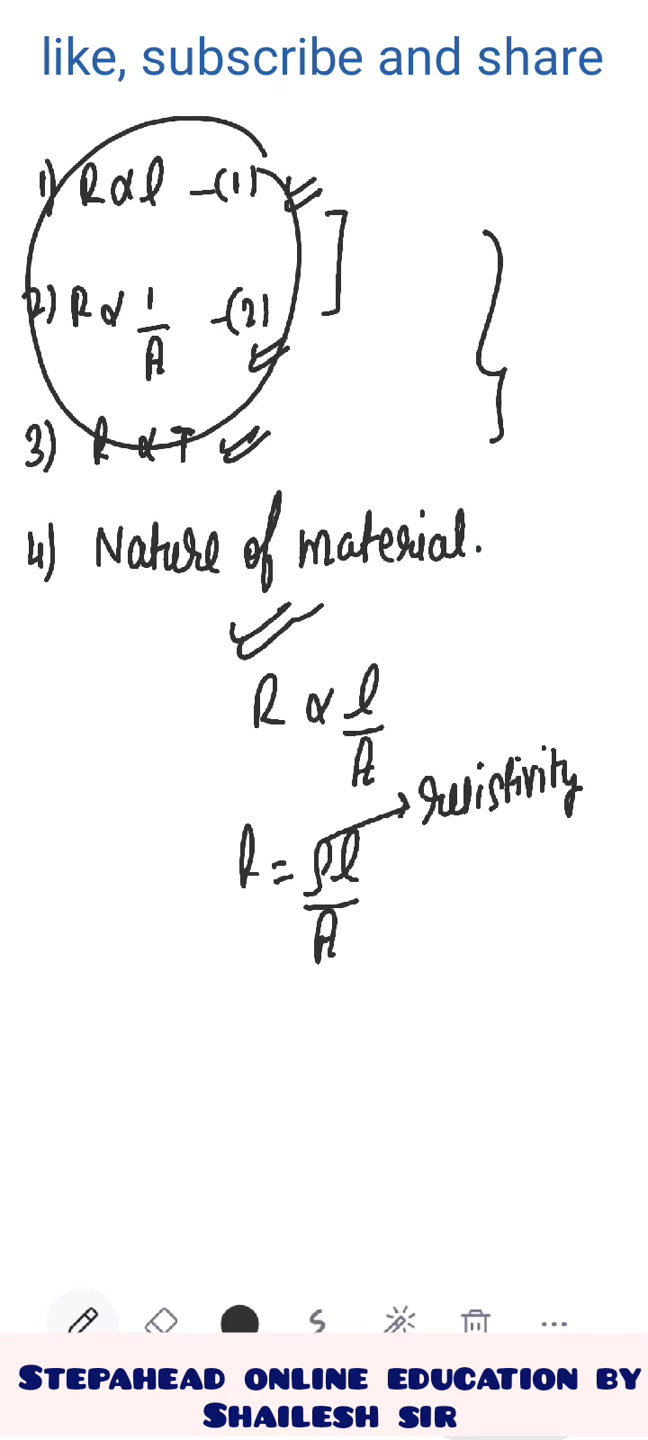 like, subscribe and share
1) R ∝ l -(1)
2) R ∝ 1/A -(2)
3) R ∝ T
4) Nature of material.
R ∝ l/A
R = ρl/A → resistivity
STEPAHEAD ONLINE EDUCATION BY
SHAILESH SIR